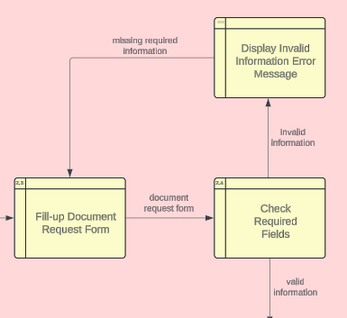 missing required
information
Display Invalid
Information Error
Message
Invalid
Information
document
request form
Fill-up Document
Request Form
Check
Required
Fields
valid
information